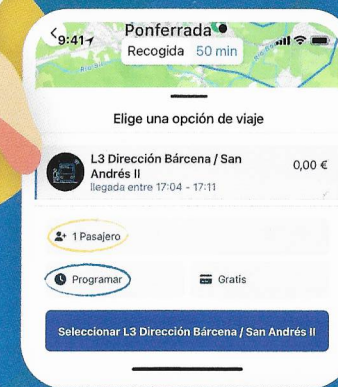 Ponferrada
9:41
Recogida 50 min
Elige una opción de viaje
L3 Dirección Bárcena / San
Andrés II
0,00 €
llegada entre 17:04 - 17:11
1 Pasajero
Programar
Gratis
Seleccionar L3 Dirección Bárcena / San Andrés II